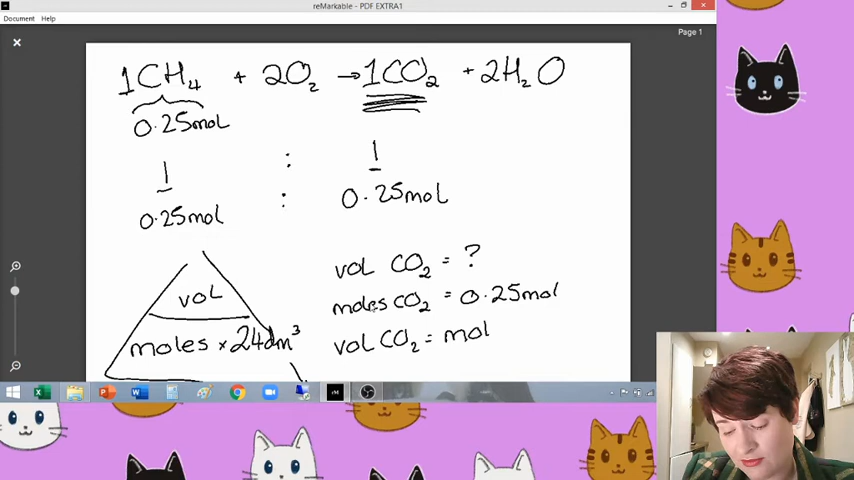 reMarkable - PDF EXTRA1
Document Help
Page 1
1CH₄ + 2O₂ → 1CO₂ + 2H₂O
0.25mol
1 : 1
0.25mol : 0.25mol
vol
moles × 24dm³
vol CO₂ = ?
moles CO₂ = 0.25mol
vol CO₂ = mol